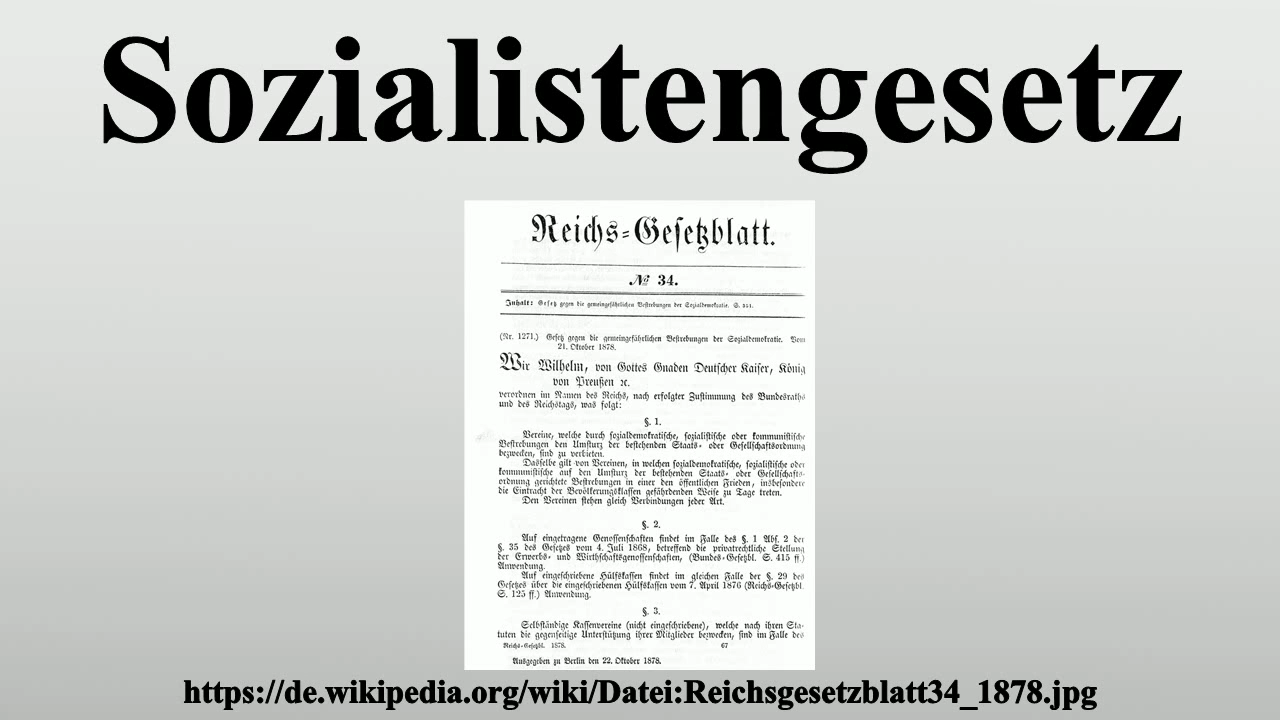 Sozialistengesetz
Reichs-Gesetzblatt.
№ 34.
Inhalt: Gesetz gegen die gemeingefährlichen Bestrebungen der Sozialdemokratie. S. 351.
(Nr. 1271.) Gesetz gegen die gemeingefährlichen Bestrebungen der Sozialdemokratie. Vom
21. Oktober 1878.
Wir Wilhelm, von Gottes Gnaden Deutscher Kaiser, König
von Preußen ꝛc.
verordnen im Namen des Reichs, nach erfolgter Zustimmung des Bundesraths
und des Reichstags, was folgt:
§. 1.
Vereine, welche durch sozialdemokratische, sozialistische oder kommunistische
Bestrebungen den Umsturz der bestehenden Staats- oder Gesellschaftsordnung
bezwecken, sind zu verbieten.
Dasselbe gilt von Vereinen, in welchen sozialdemokratische, sozialistische oder
kommunistische auf den Umsturz der bestehenden Staats- oder Gesellschafts-
ordnung gerichtete Bestrebungen in einer den öffentlichen Frieden, insbesondere
die Eintracht der Bevölkerungsklassen gefährdenden Weise zu Tage treten.
Den Vereinen stehen gleich Verbindungen jeder Art.
§. 2.
Auf eingetragene Genossenschaften findet im Falle des §. 1 Abs. 2 der
§. 35 des Gesetzes vom 4. Juli 1868, betreffend die privatrechtliche Stellung
der Erwerbs- und Wirthschaftsgenossenschaften, (Bundes-Gesetzbl. S. 415 ff.)
Anwendung.
Auf eingeschriebene Hülfskassen findet im gleichen Falle der §. 29 des
Gesetzes über die eingeschriebenen Hülfskassen vom 7. April 1876 (Reichs-Gesetzbl.
S. 125 ff.) Anwendung.
§. 3.
Selbständige Kassenvereine (nicht eingeschriebene), welche nach ihren Sta-
tuten die gegenseitige Unterstützung ihrer Mitglieder bezwecken, sind im Falle des
Reichs-Gesetzbl. 1878. 67
Ausgegeben zu Berlin den 22. Oktober 1878.
https://de.wikipedia.org/wiki/Datei:Reichsgesetzblatt34_1878.jpg